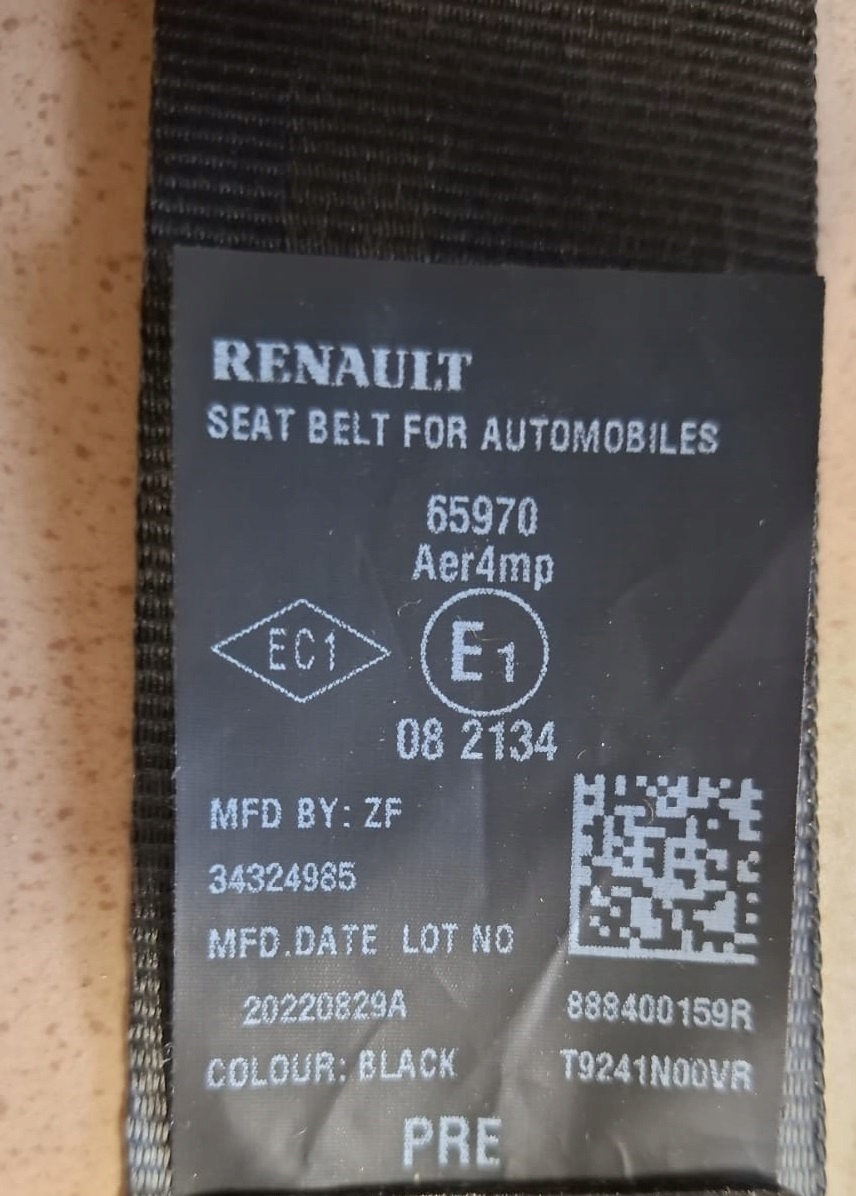 RENAULT
SEAT BELT FOR AUTOMOBILES
65970
Aer4mp
EC1
E1
08 2134
MFD BY: ZF
34324985
MFD.DATE LOT NO
20220829A
888400159R
COLOUR: BLACK
T9241N00VR
PRE